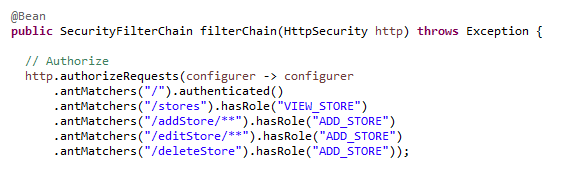 @Bean
public SecurityFilterChain filterChain(HttpSecurity http) throws Exception {
// Authorize
http.authorizeRequests(configurer -> configurer
.antMatchers("/").authenticated()
.antMatchers("/stores").hasRole("VIEW_STORE")
.antMatchers("/addStore/**").hasRole("ADD_STORE")
.antMatchers("/editStore/**").hasRole("ADD_STORE")
.antMatchers("/deleteStore").hasRole("ADD_STORE"));